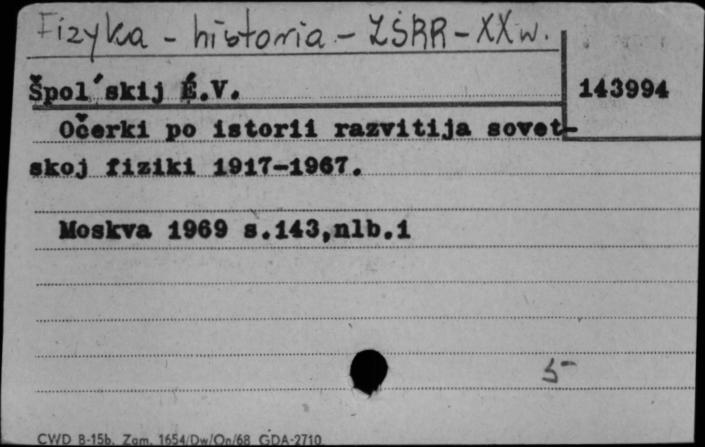 Fizyka - historia - ZSRR - XX w.
Špol'skij É.V. 143994
Očerki po istorii razvitija sovet-
skoj fiziki 1917-1967.
Moskva 1969 s.143,nlb.1
5-
CWD B-15b. Zam. 1654/Dw/On/68 GDA-2710